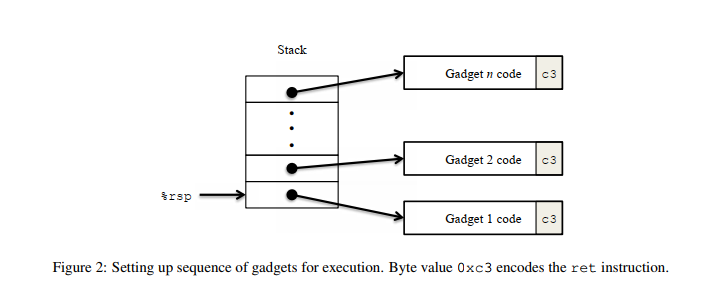 Stack
Gadget n code c3
Gadget 2 code c3
%rsp
Gadget 1 code c3
Figure 2: Setting up sequence of gadgets for execution. Byte value 0xc3 encodes the ret instruction.